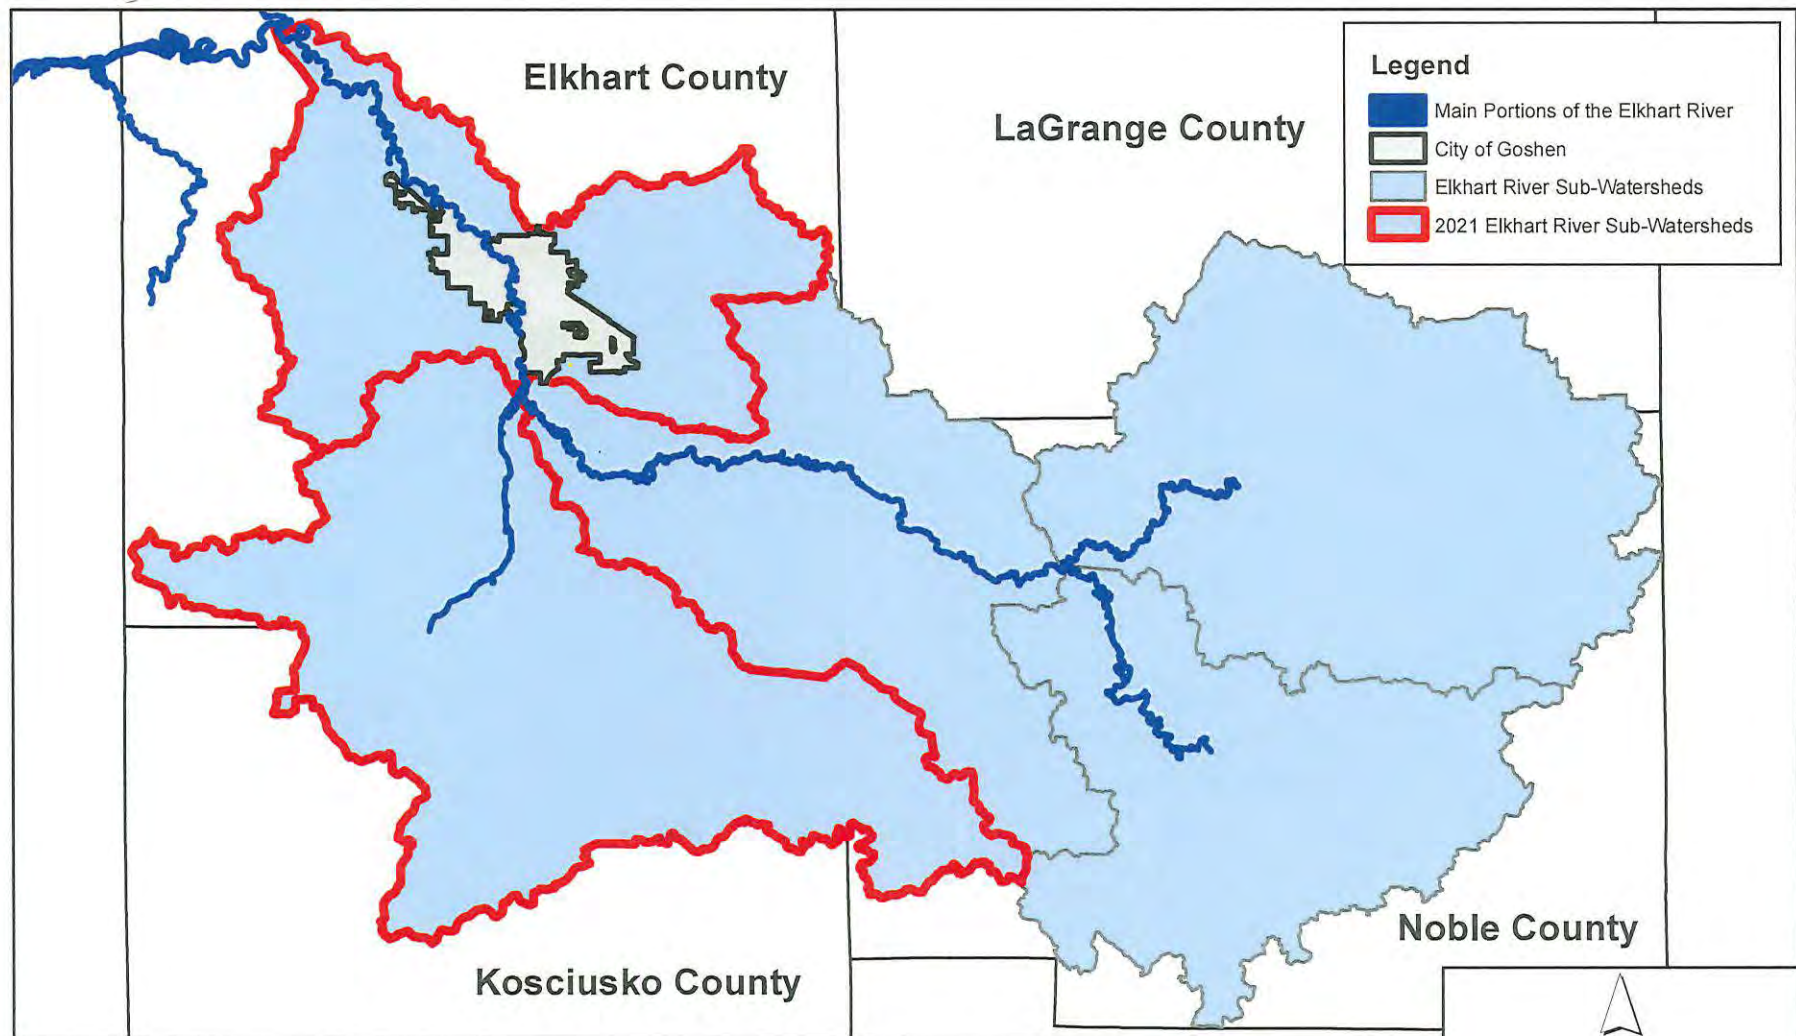 Elkhart County
LaGrange County
Legend
Main Portions of the Elkhart River
City of Goshen
Elkhart River Sub-Watersheds
2021 Elkhart River Sub-Watersheds
Noble County
Kosciusko County